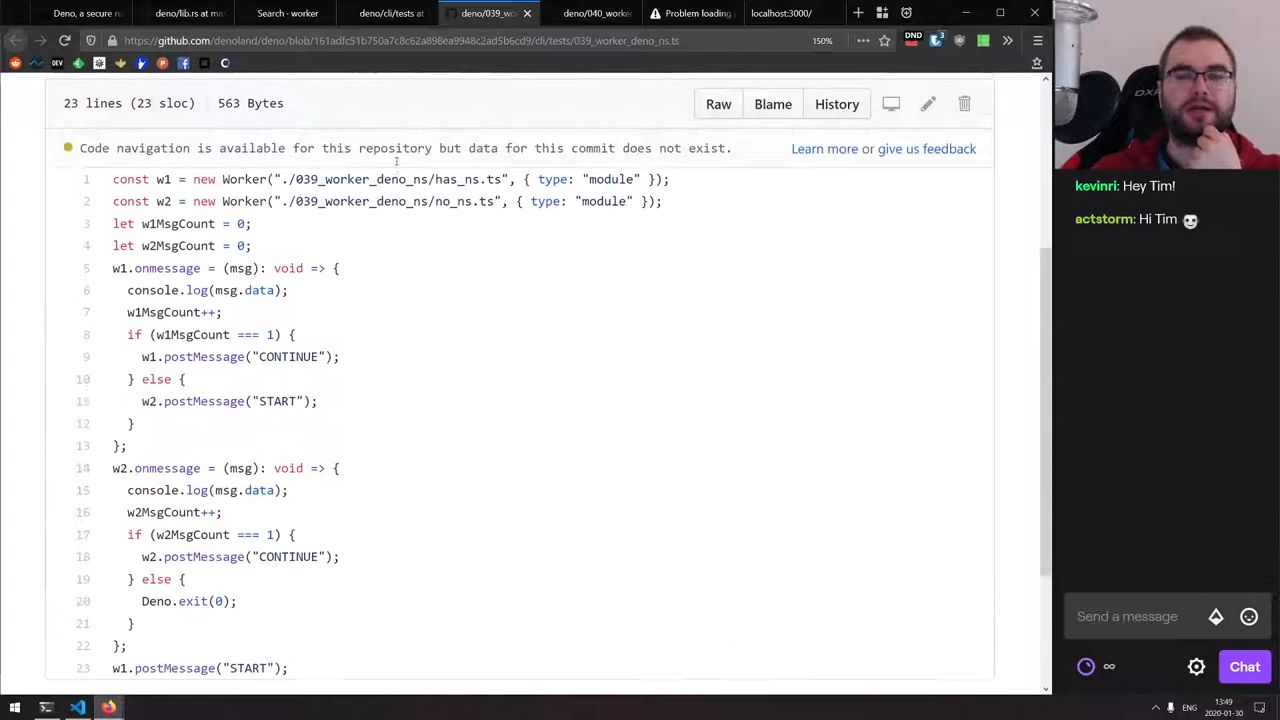 Deno, a secure ru
deno/lib.rs at mas
Search · worker
deno/cli/tests at
deno/039_wor
deno/040_worker
Problem loading
localhost:3000/
https://github.com/denoland/deno/blob/161adfc51b750a7c8c62a898ea9948c2ad5b6cd9/cli/tests/039_worker_deno_ns.ts
150%
DND
3
DEV
23 lines (23 sloc) 563 Bytes
Raw
Blame
History
Code navigation is available for this repository but data for this commit does not exist.
Learn more or give us feedback
1 const w1 = new Worker("./039_worker_deno_ns/has_ns.ts", { type: "module" });
2 const w2 = new Worker("./039_worker_deno_ns/no_ns.ts", { type: "module" });
3 let w1MsgCount = 0;
4 let w2MsgCount = 0;
5 w1.onmessage = (msg): void => {
6 console.log(msg.data);
7 w1MsgCount++;
8 if (w1MsgCount === 1) {
9 w1.postMessage("CONTINUE");
10 } else {
11 w2.postMessage("START");
12 }
13 };
14 w2.onmessage = (msg): void => {
15 console.log(msg.data);
16 w2MsgCount++;
17 if (w2MsgCount === 1) {
18 w2.postMessage("CONTINUE");
19 } else {
20 Deno.exit(0);
21 }
22 };
23 w1.postMessage("START");
kevinri: Hey Tim!
actstorm: Hi Tim
Send a message
∞
Chat
ENG
13:49
2020-01-30